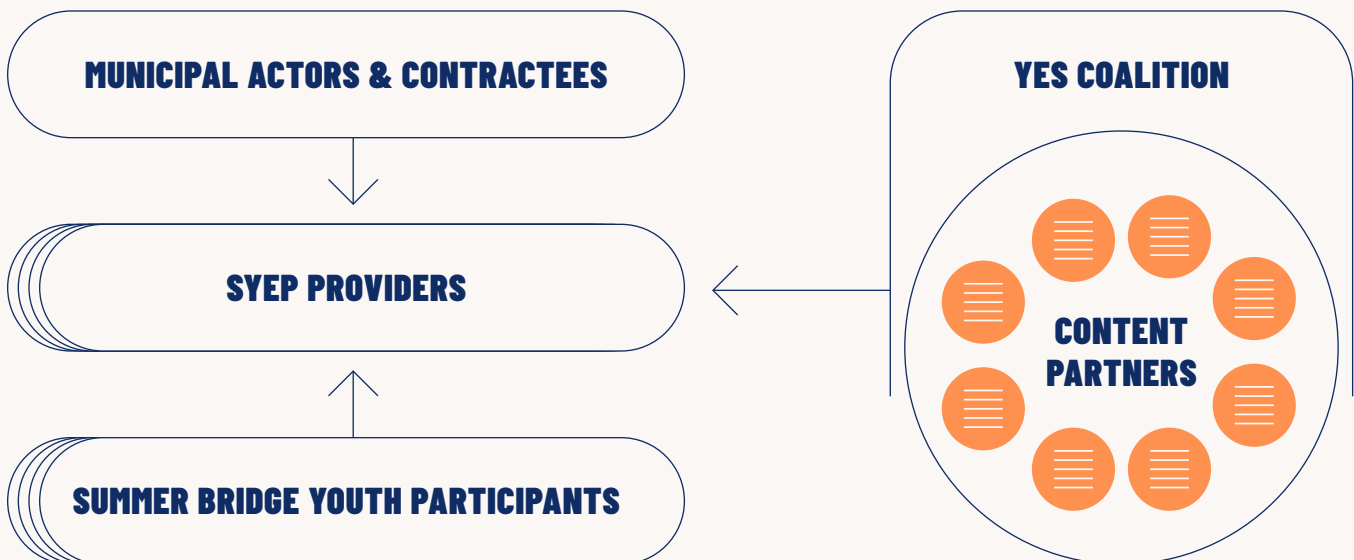 MUNICIPAL ACTORS & CONTRACTEES
YES COALITION
SYEP PROVIDERS
CONTENT
PARTNERS
SUMMER BRIDGE YOUTH PARTICIPANTS